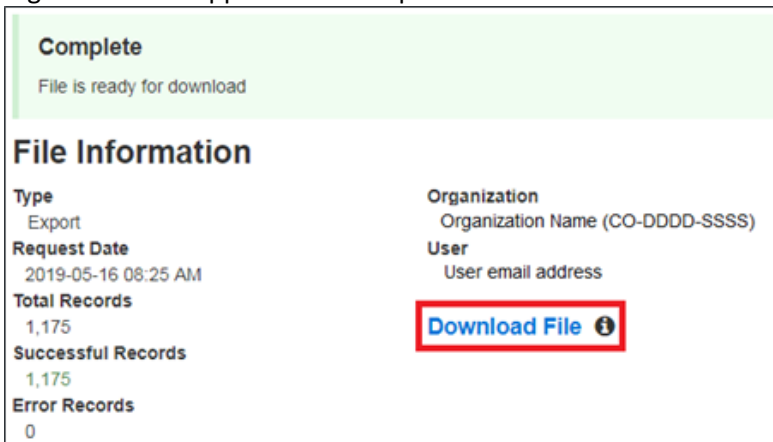 Complete
File is ready for download
File Information
Type
Export
Request Date
2019-05-16 08:25 AM
Total Records
1,175
Successful Records
1,175
Error Records
0
Organization
Organization Name (CO-DDDD-SSSS)
User
User email address
Download File